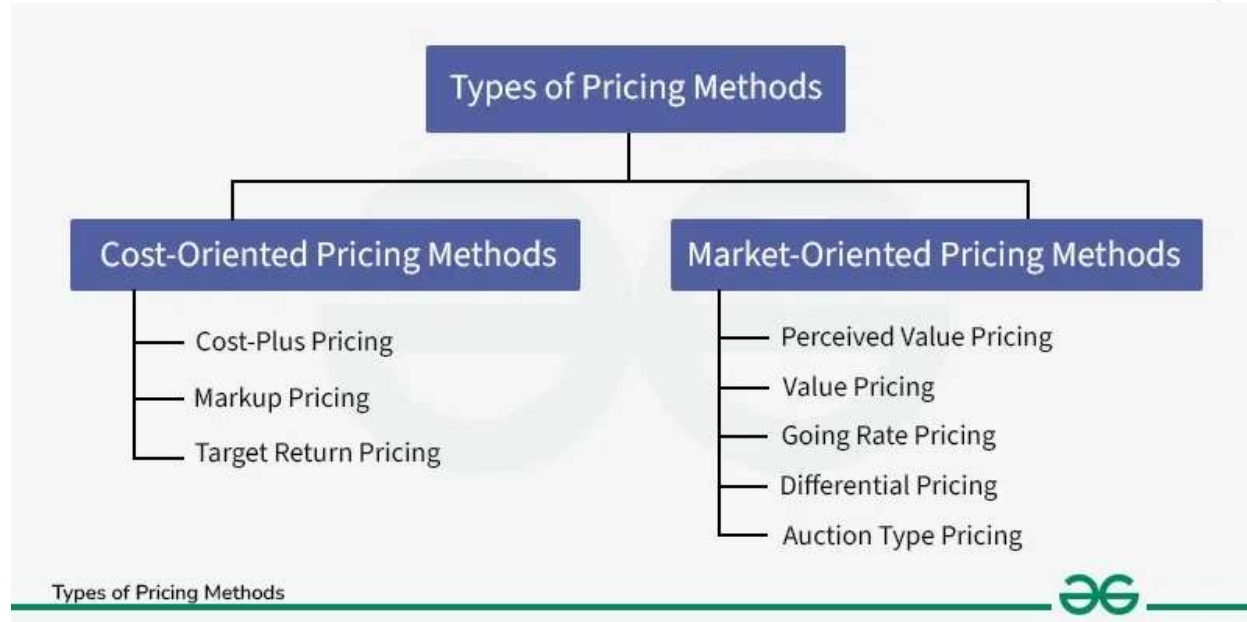 Types of Pricing Methods
Cost-Oriented Pricing Methods
Cost-Plus Pricing
Markup Pricing
Target Return Pricing
Market-Oriented Pricing Methods
Perceived Value Pricing
Value Pricing
Going Rate Pricing
Differential Pricing
Auction Type Pricing
Types of Pricing Methods